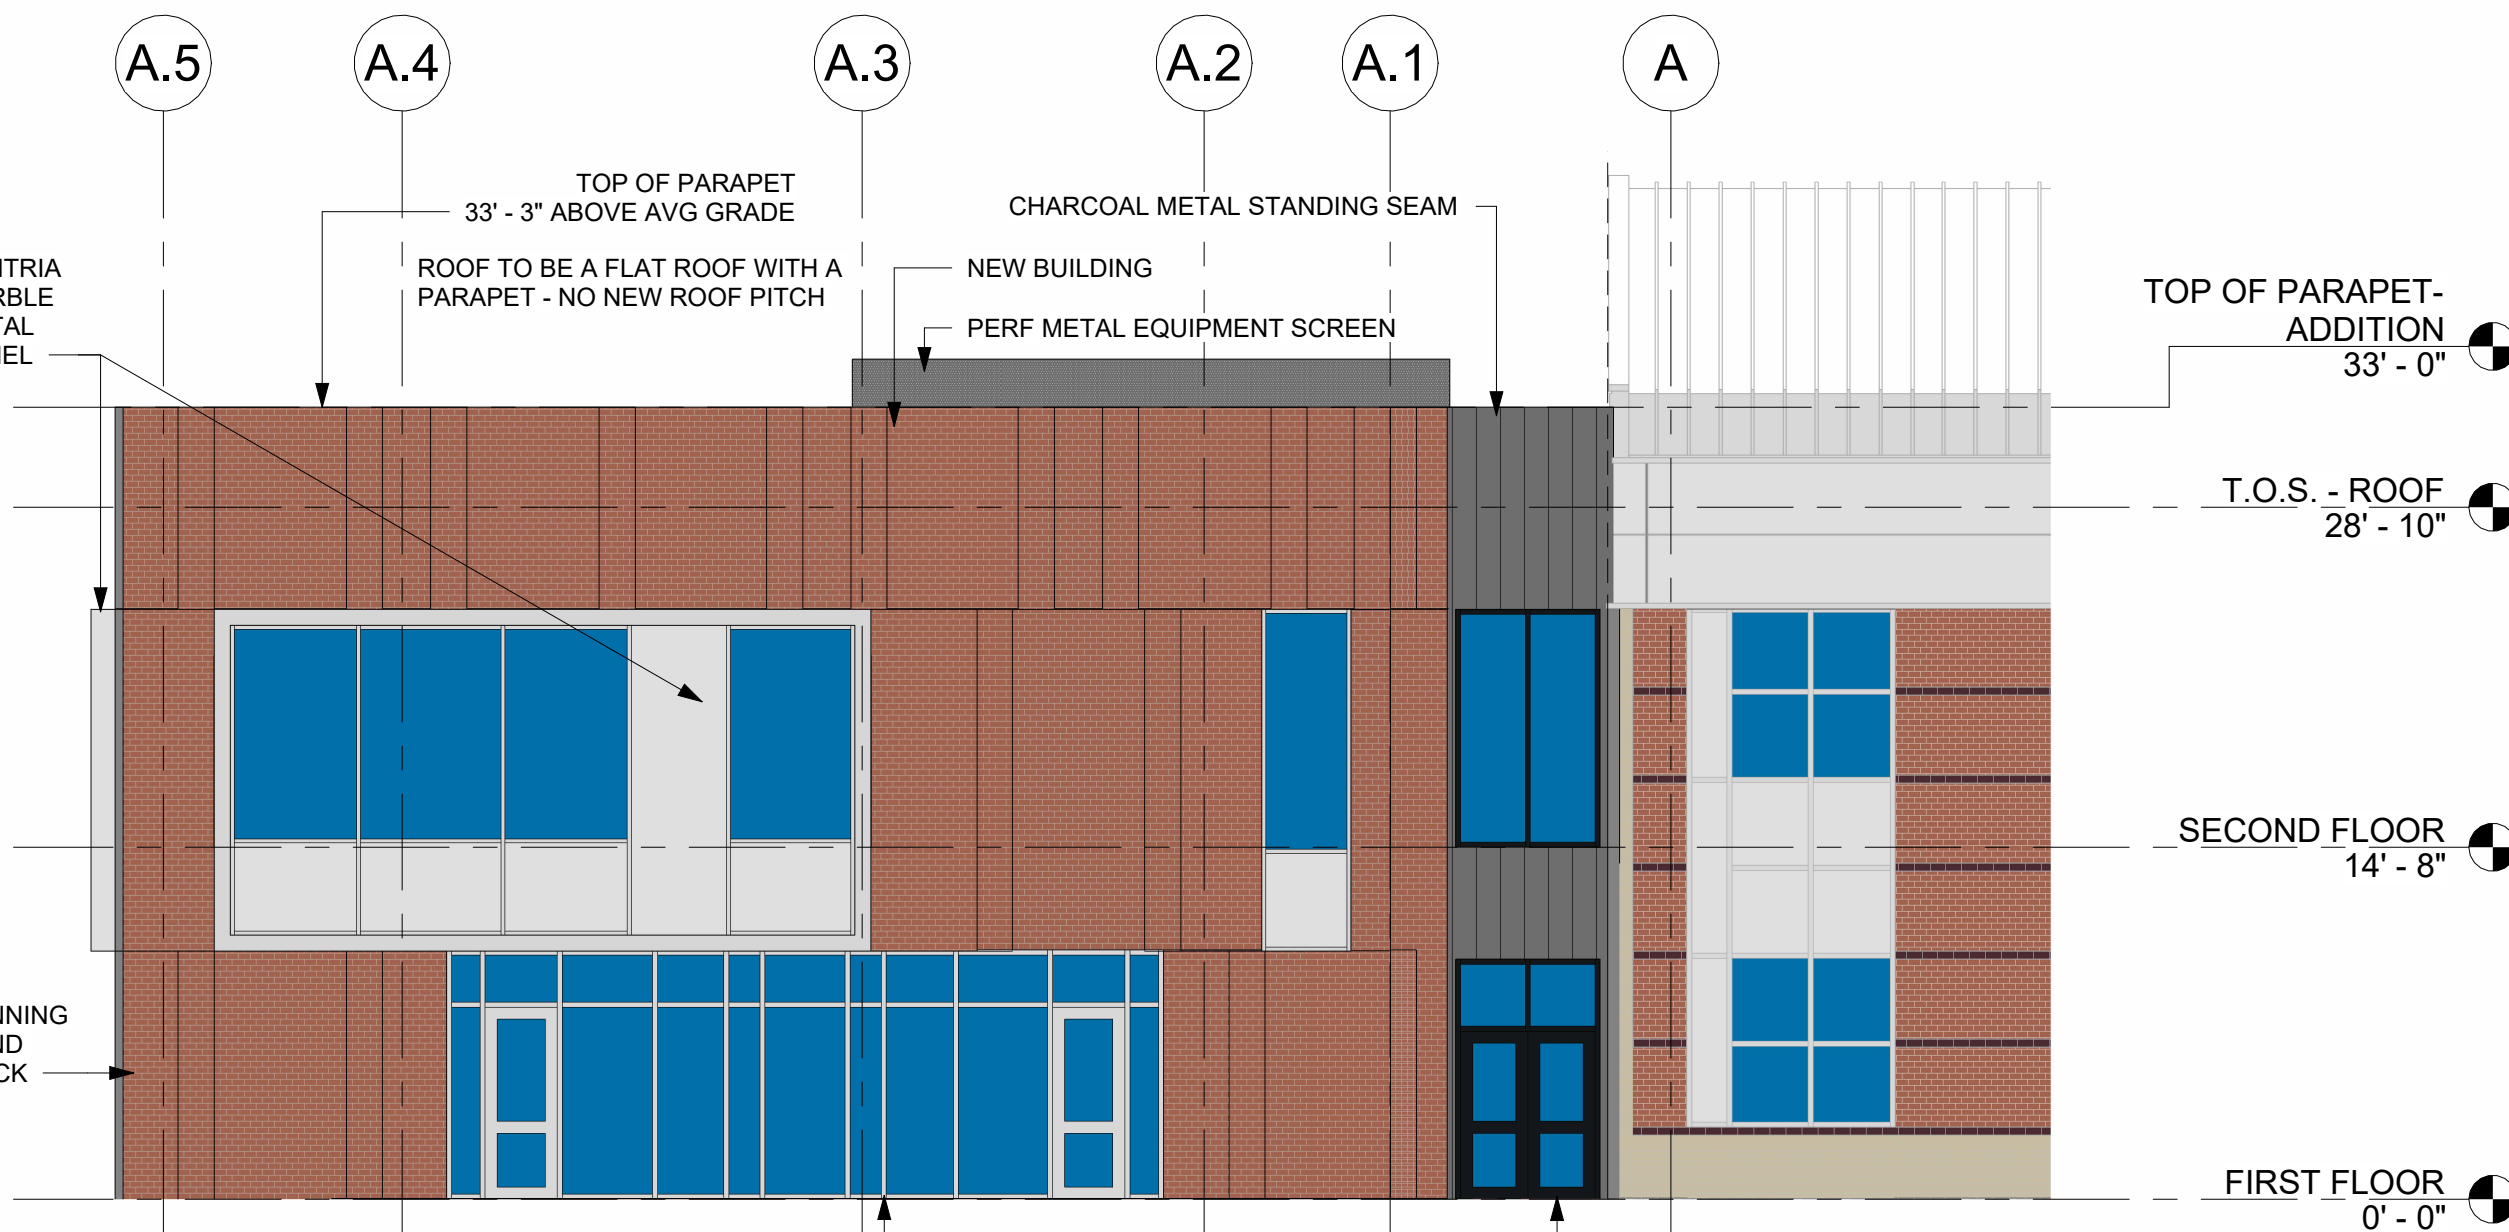 A.5
A.4
A.3
A.2
A.1
A
TOP OF PARAPET
33' - 3" ABOVE AVG GRADE
CHARCOAL METAL STANDING SEAM
ROOF TO BE A FLAT ROOF WITH A
PARAPET - NO NEW ROOF PITCH
NEW BUILDING
PERF METAL EQUIPMENT SCREEN
TOP OF PARAPET-
ADDITION
33' - 0"
T.O.S. - ROOF
28' - 10"
SECOND FLOOR
14' - 8"
FIRST FLOOR
0' - 0"